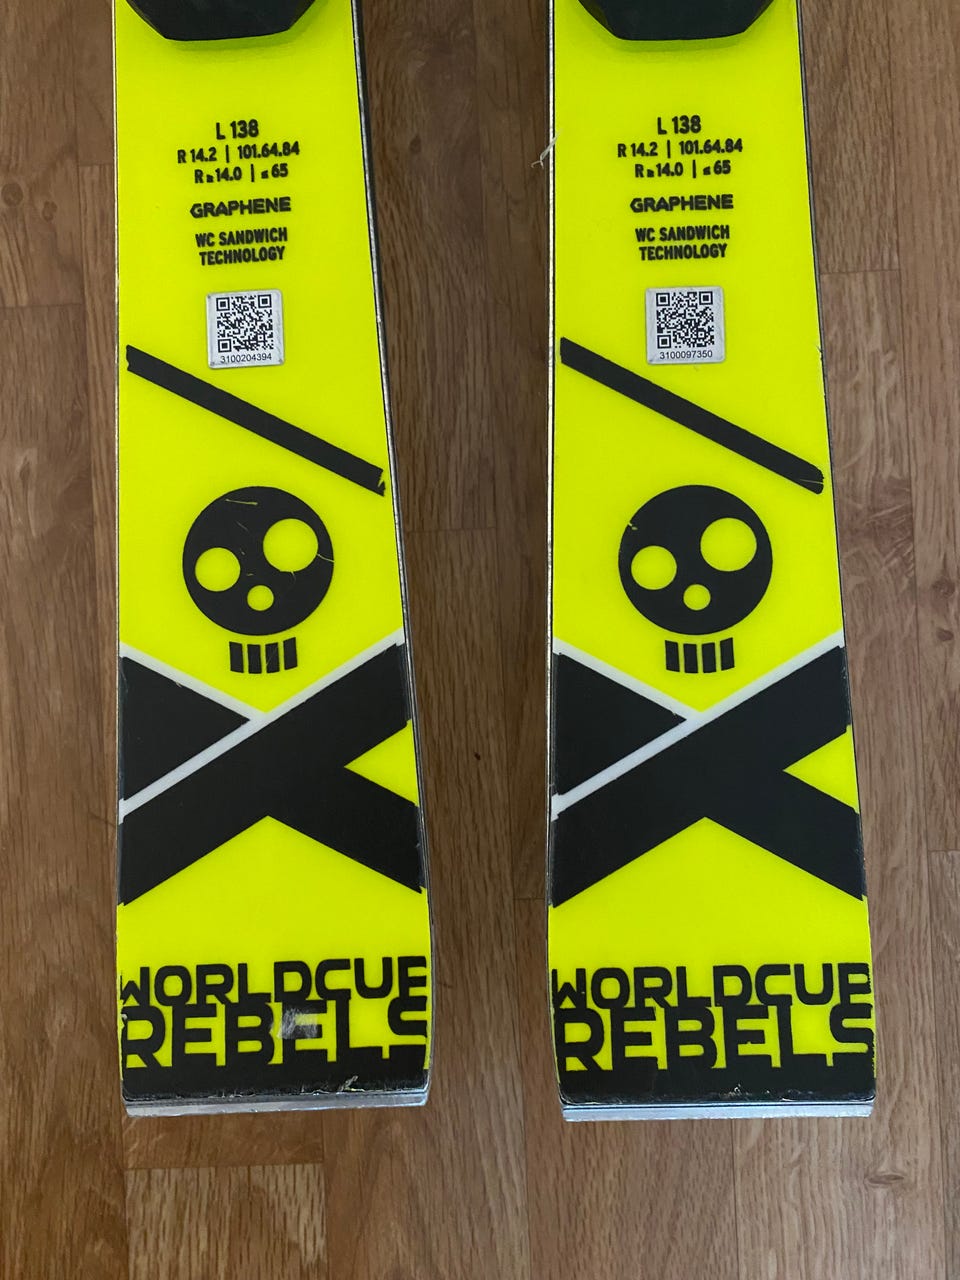 L 138
R 14.2 | 101.64.84
R ≥ 14.0 | ≤ 65
GRAPHENE
WC SANDWICH
TECHNOLOGY
3100204394
WORLDCUP
REBELS
L 138
R 14.2 | 101.64.84
R ≥ 14.0 | ≤ 65
GRAPHENE
WC SANDWICH
TECHNOLOGY
3100097350
WORLDCUP
REBELS